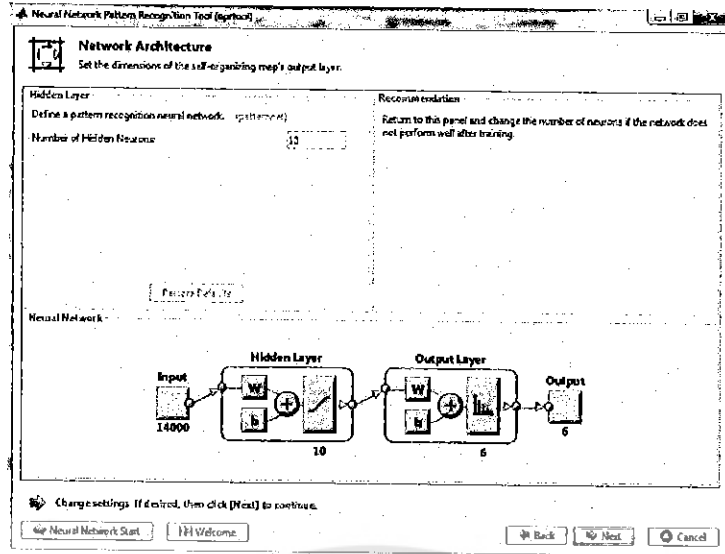 Neural Network Pattern Recognition Tool (nprtool)
Network Architecture
Set the dimensions of the self-organizing map's output layer.
Hidden Layer
Define a pattern recognition neural network. (patternnet)
Number of Hidden Neurons:
10
Recommendation
Return to this panel and change the number of neurons if the network does
not perform well after training.
Restore Defaults
Neural Network
Hidden Layer
Output Layer
Input
W
b
W
b
Output
14000
10
6
6
Change settings if desired, then click [Next] to continue.
Neural Network Start
Welcome
Back
Next
Cancel